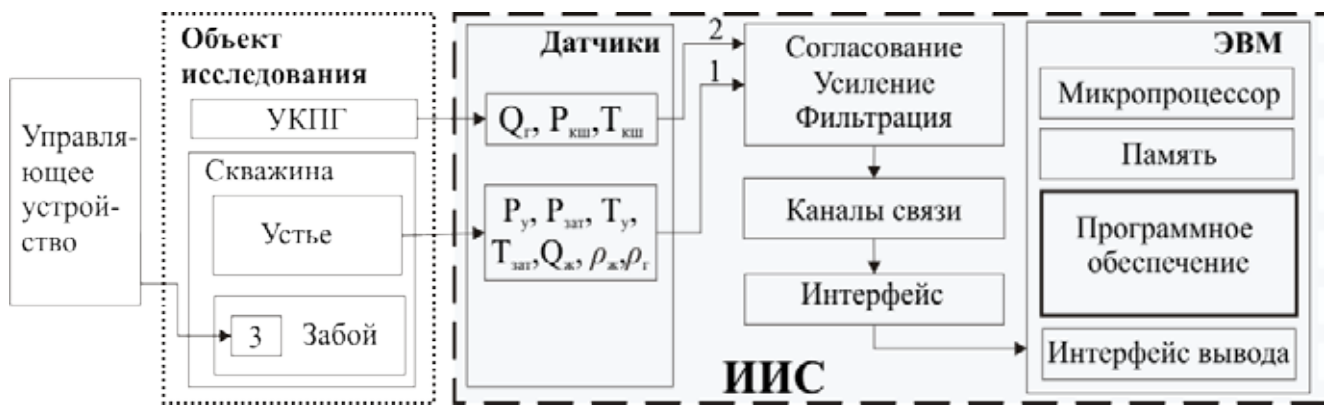 Управля-
ющее
устрой-
ство
Объект
исследования
УКПГ
Скважина
Устье
3
Забой
Датчики
Qг, Pкш,Tкш
Pу, Pзат, Tу,
Tзат,Qж, ρж,ρг
2
1
Согласование
Усиление
Фильтрация
Каналы связи
Интерфейс
ИИС
ЭВМ
Микропроцессор
Память
Программное
обеспечение
Интерфейс вывода